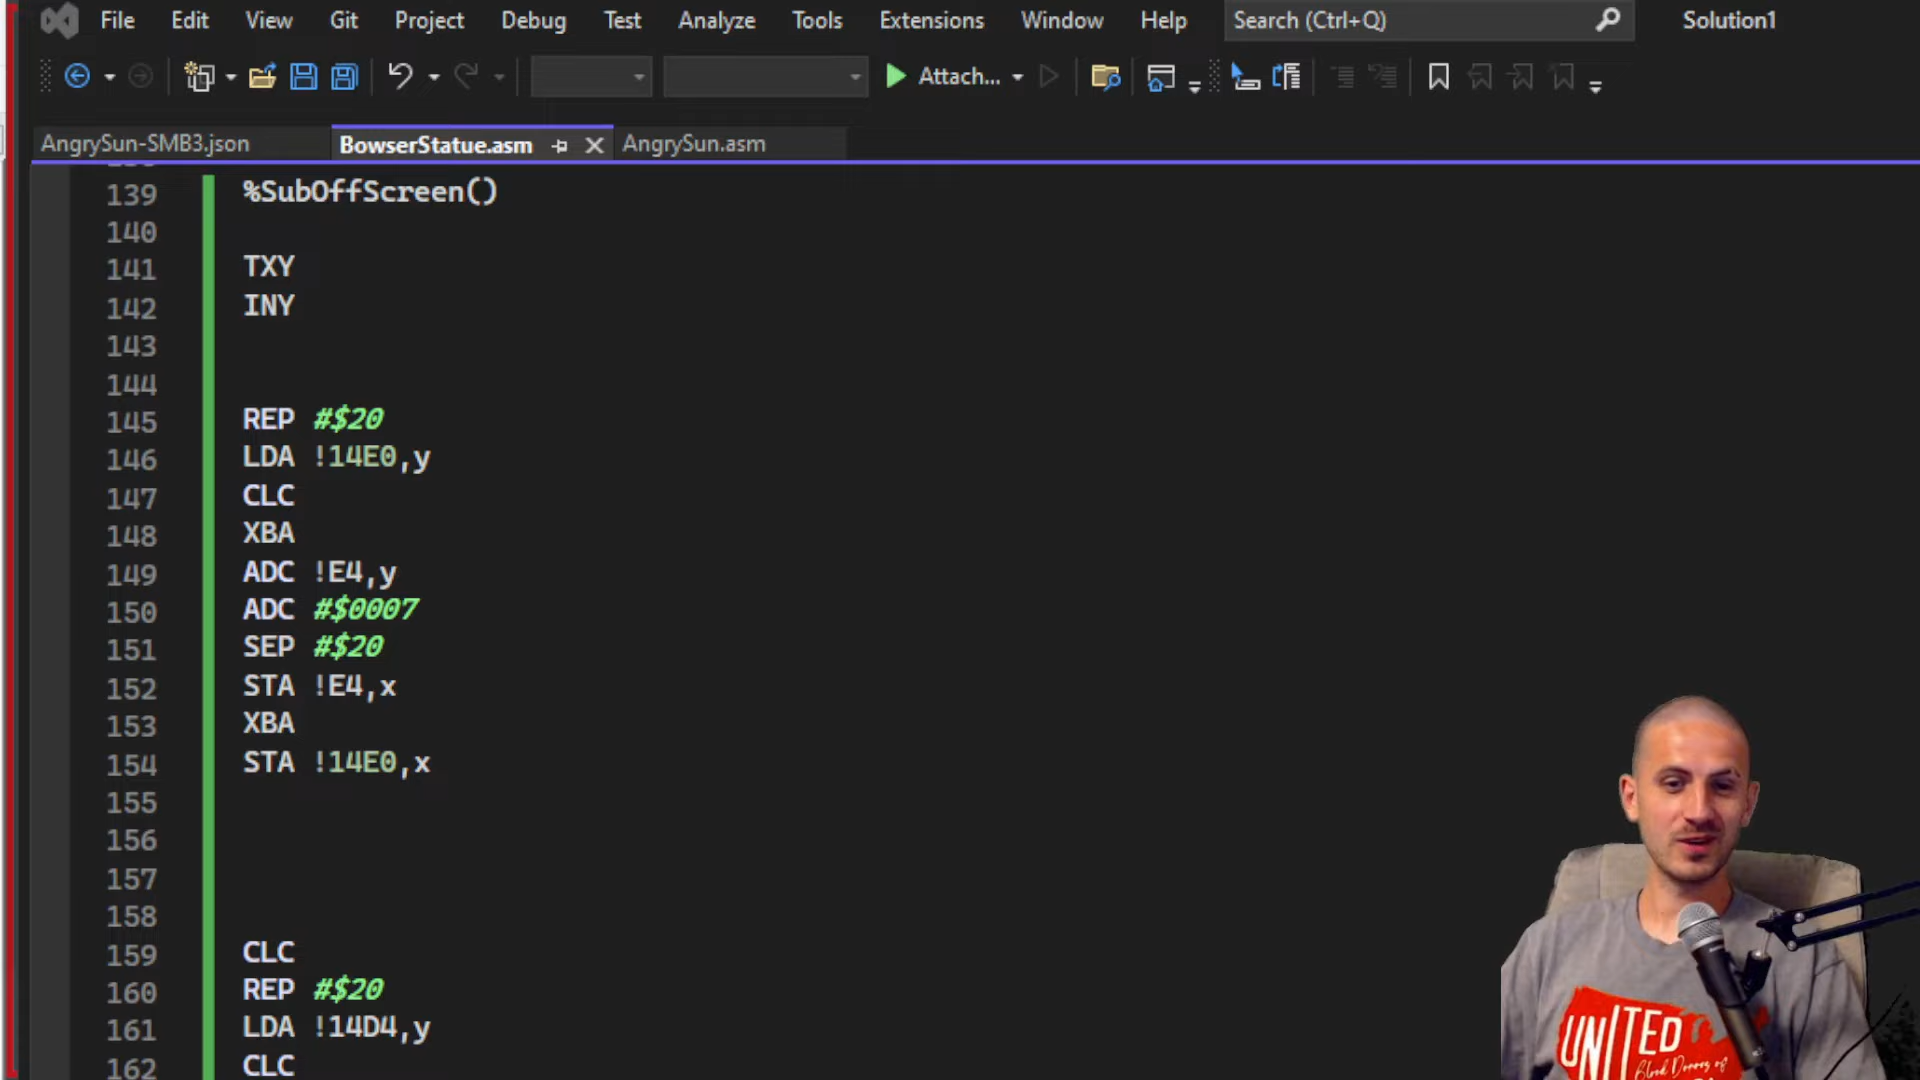 File Edit View Git Project Debug Test Analyze Tools Extensions Window Help Search (Ctrl+Q) Solution1
Attach...
AngrySun-SMB3.json BowserStatue.asm AngrySun.asm
139 %SubOffScreen()
140
141 TXY
142 INY
143
144
145 REP #$20
146 LDA !14E0,y
147 CLC
148 XBA
149 ADC !E4,y
150 ADC #$0007
151 SEP #$20
152 STA !E4,x
153 XBA
154 STA !14E0,x
155
156
157
158
159 CLC
160 REP #$20
161 LDA !14D4,y
162 CLC
UNITED
Blood Donors of